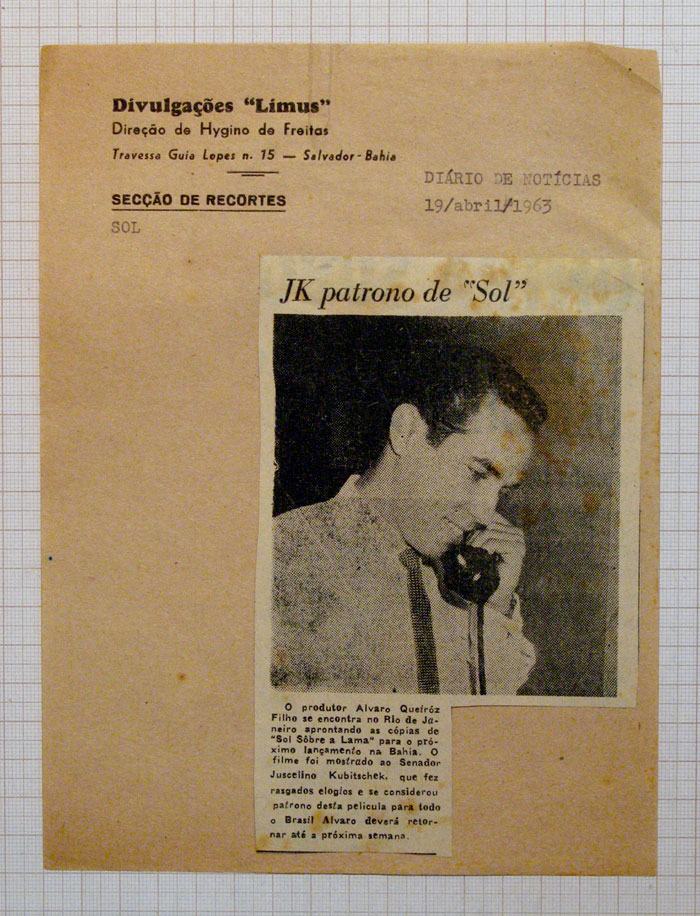 Divulgações "Limus"
Direção de Hygino de Freitas
Travessa Guia Lopes n. 15 — Salvador-Bahia
SECÇÃO DE RECORTES
SOL
DIÁRIO DE NOTÍCIAS
19/abril/1963
JK patrono de "Sol"
O produtor Alvaro Queiróz
Filho se encontra no Rio de Ja-
neiro aprontando as cópias de
"Sol Sôbre a Lama" para o pró-
ximo lançamento na Bahia. O
filme foi mostrado ao Senador
Juscelino Kubitschek, que fez
rasgados elogios e se considerou
patrono desta pelicula para todo
o Brasil Alvaro deverá retor-
nar até a próxima semana.